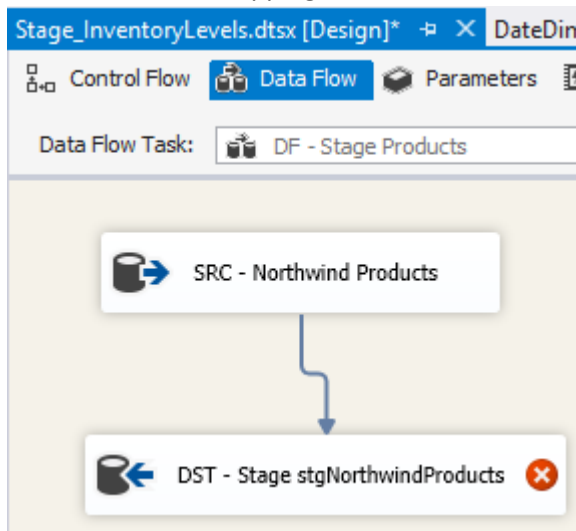 Stage_InventoryLevels.dtsx [Design]* DateDin
Control Flow Data Flow Parameters
Data Flow Task: DF - Stage Products
SRC - Northwind Products
DST - Stage stgNorthwindProducts